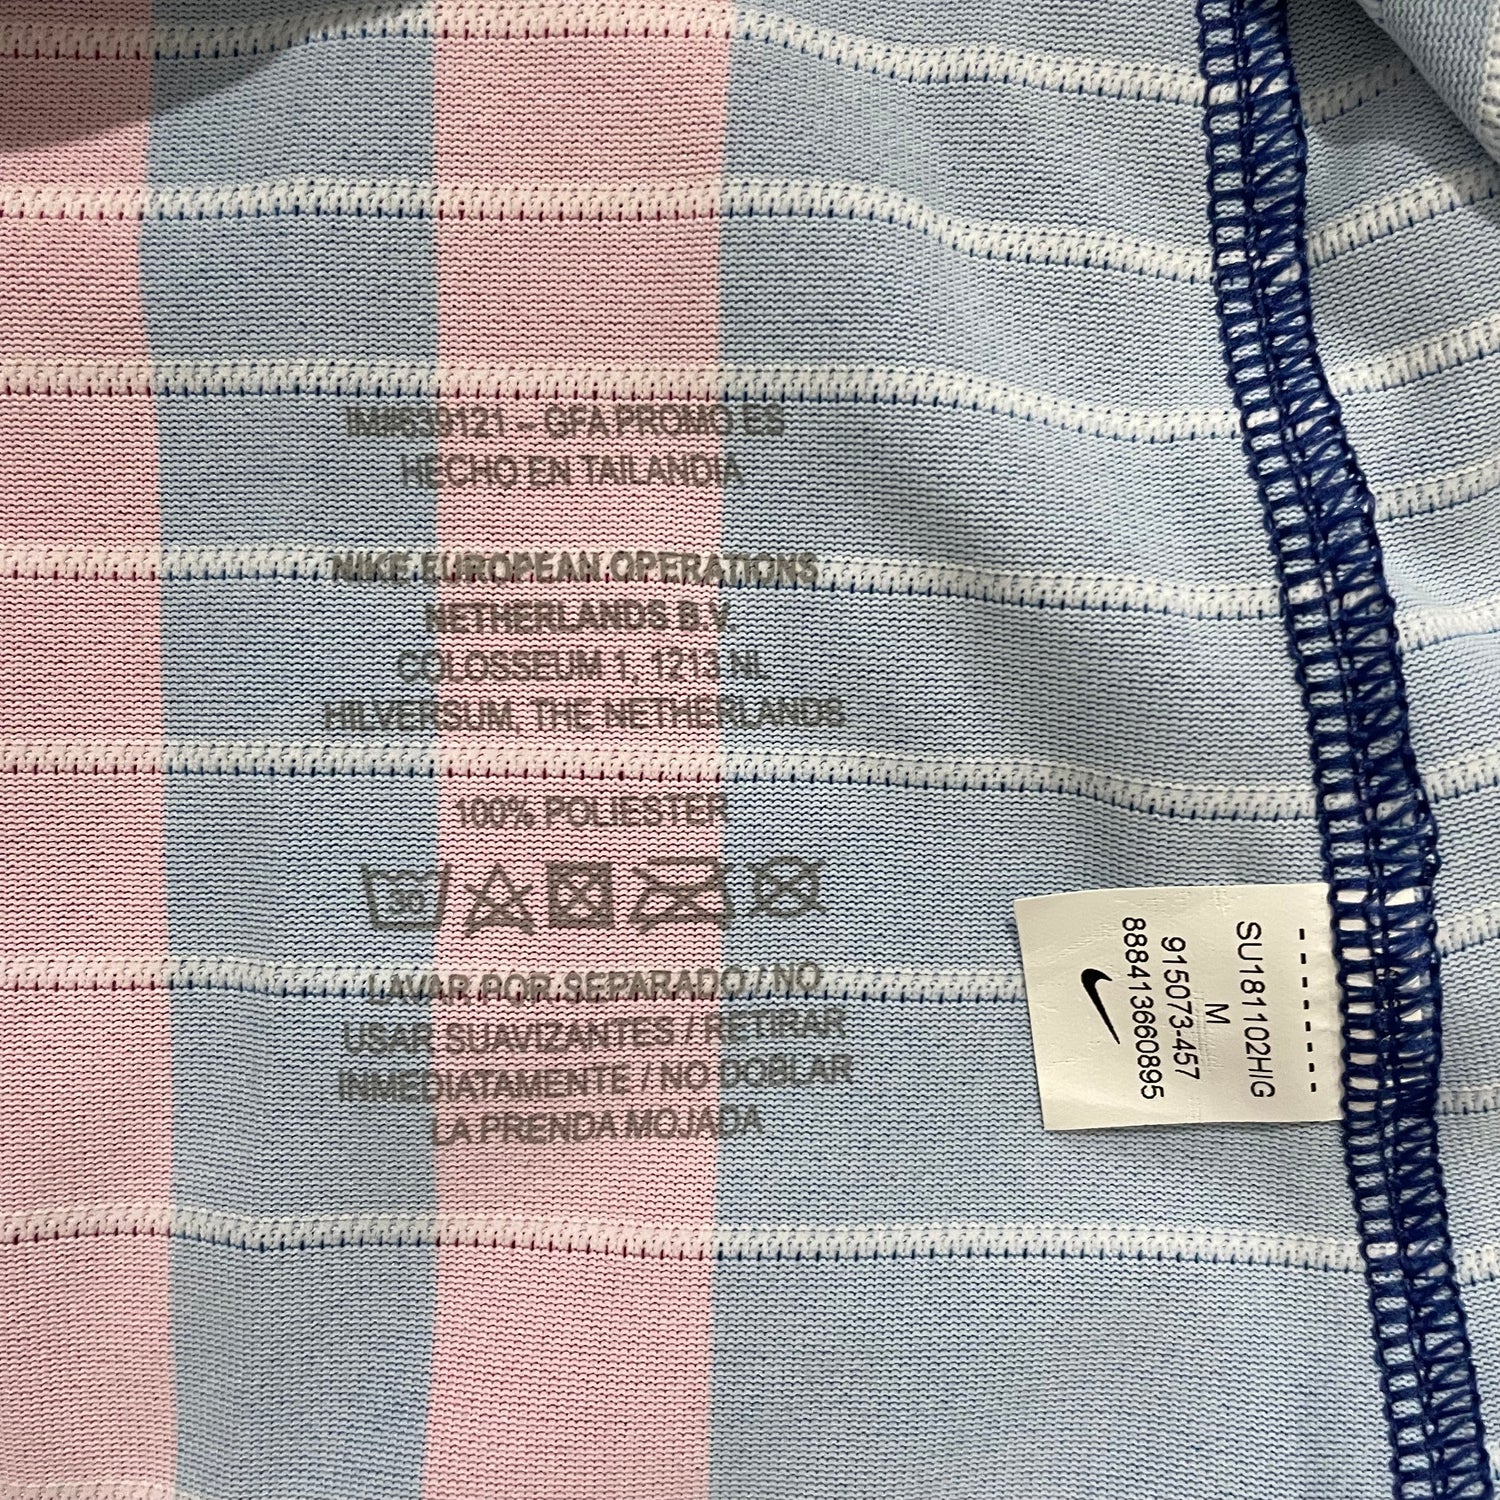 IM#639121 – GFA PROMO ES
HECHO EN TAILANDIA
NIKE EUROPEAN OPERATIONS
NETHERLANDS B.V.
COLOSSEUM 1, 1213 NL
HILVERSUM, THE NETHERLANDS
100% POLIESTER
30
LAVAR POR SEPARADO / NO
USAR SUAVIZANTES / RETIRAR
INMEDIATAMENTE / NO DOBLAR
LA PRENDA MOJADA
SU181102HIG
M
915073-457
888413660895